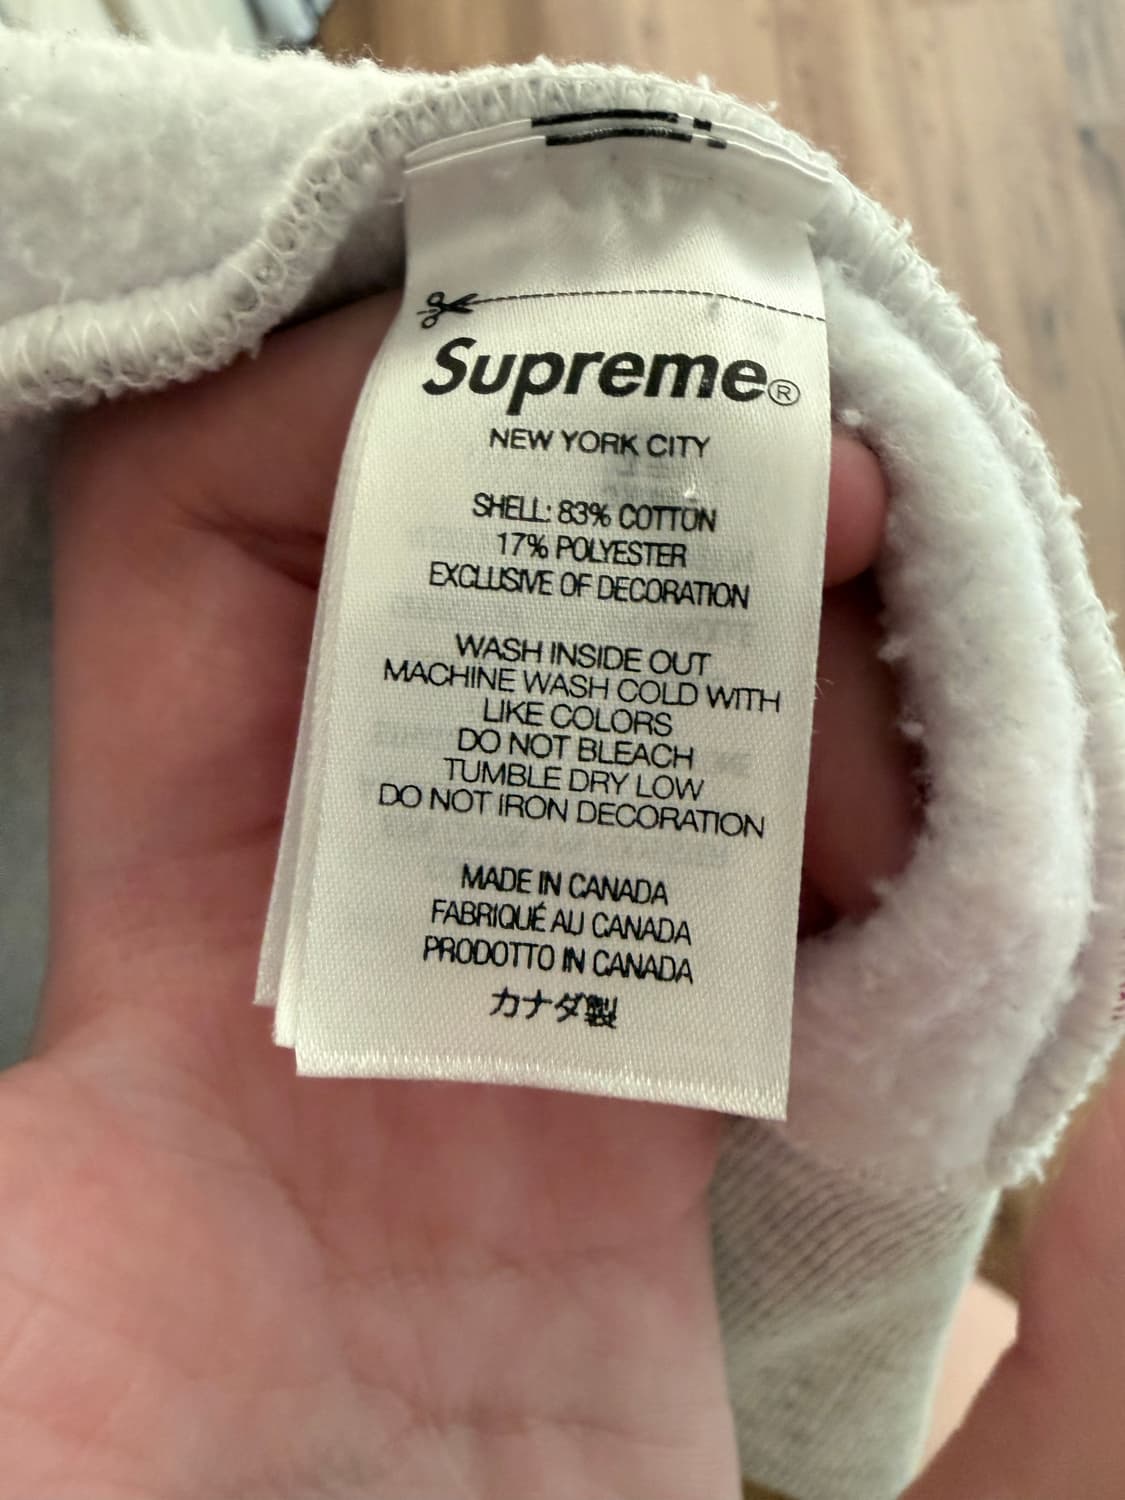 Supreme®
NEW YORK CITY
SHELL: 83% COTTON
17% POLYESTER
EXCLUSIVE OF DECORATION
WASH INSIDE OUT
MACHINE WASH COLD WITH
LIKE COLORS
DO NOT BLEACH
TUMBLE DRY LOW
DO NOT IRON DECORATION
MADE IN CANADA
FABRIQUÉ AU CANADA
PRODOTTO IN CANADA
カナダ製